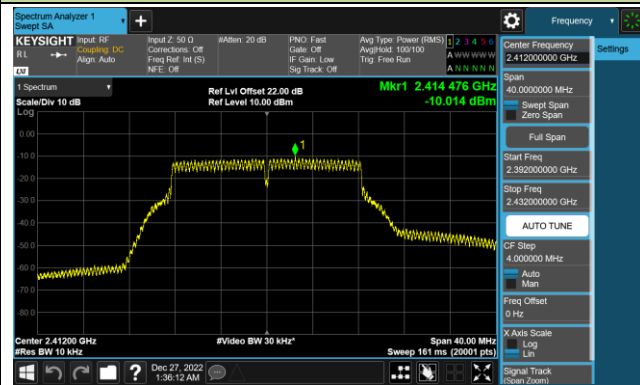 Spectrum Analyzer 1
Swept SA
Frequency
KEYSIGHT
RL
LXI
Input: RF
Coupling: DC
Align: Auto
Input Z: 50 Ω
Corrections: Off
Freq Ref: Int (S)
NFE: Off
#Atten: 20 dB
PNO: Fast
Gate: Off
IF Gain: Low
Sig Track: Off
Avg Type: Power (RMS)
Avg|Hold: 100/100
Trig: Free Run
1 2 3 4 5 6
A W W W W W
A N N N N N
Settings
Center Frequency
2.412000000 GHz
Span
40.0000000 MHz
Swept Span
Zero Span
Full Span
Start Freq
2.392000000 GHz
Stop Freq
2.432000000 GHz
AUTO TUNE
CF Step
4.000000 MHz
Auto
Man
Freq Offset
0 Hz
X Axis Scale
Log
Lin
Signal Track
(Span Zoom)
1 Spectrum
Scale/Div 10 dB
Ref Lvl Offset 22.00 dB
Ref Level 10.00 dBm
Mkr1 2.414 476 GHz
-10.014 dBm
Log
0.00
-10.0
-20.0
-30.0
-40.0
-50.0
-60.0
-70.0
-80.0
1
Center 2.41200 GHz
#Res BW 10 kHz
#Video BW 30 kHz*
Span 40.00 MHz
Sweep 161 ms (20001 pts)
?
Dec 27, 2022
1:36:12 AM